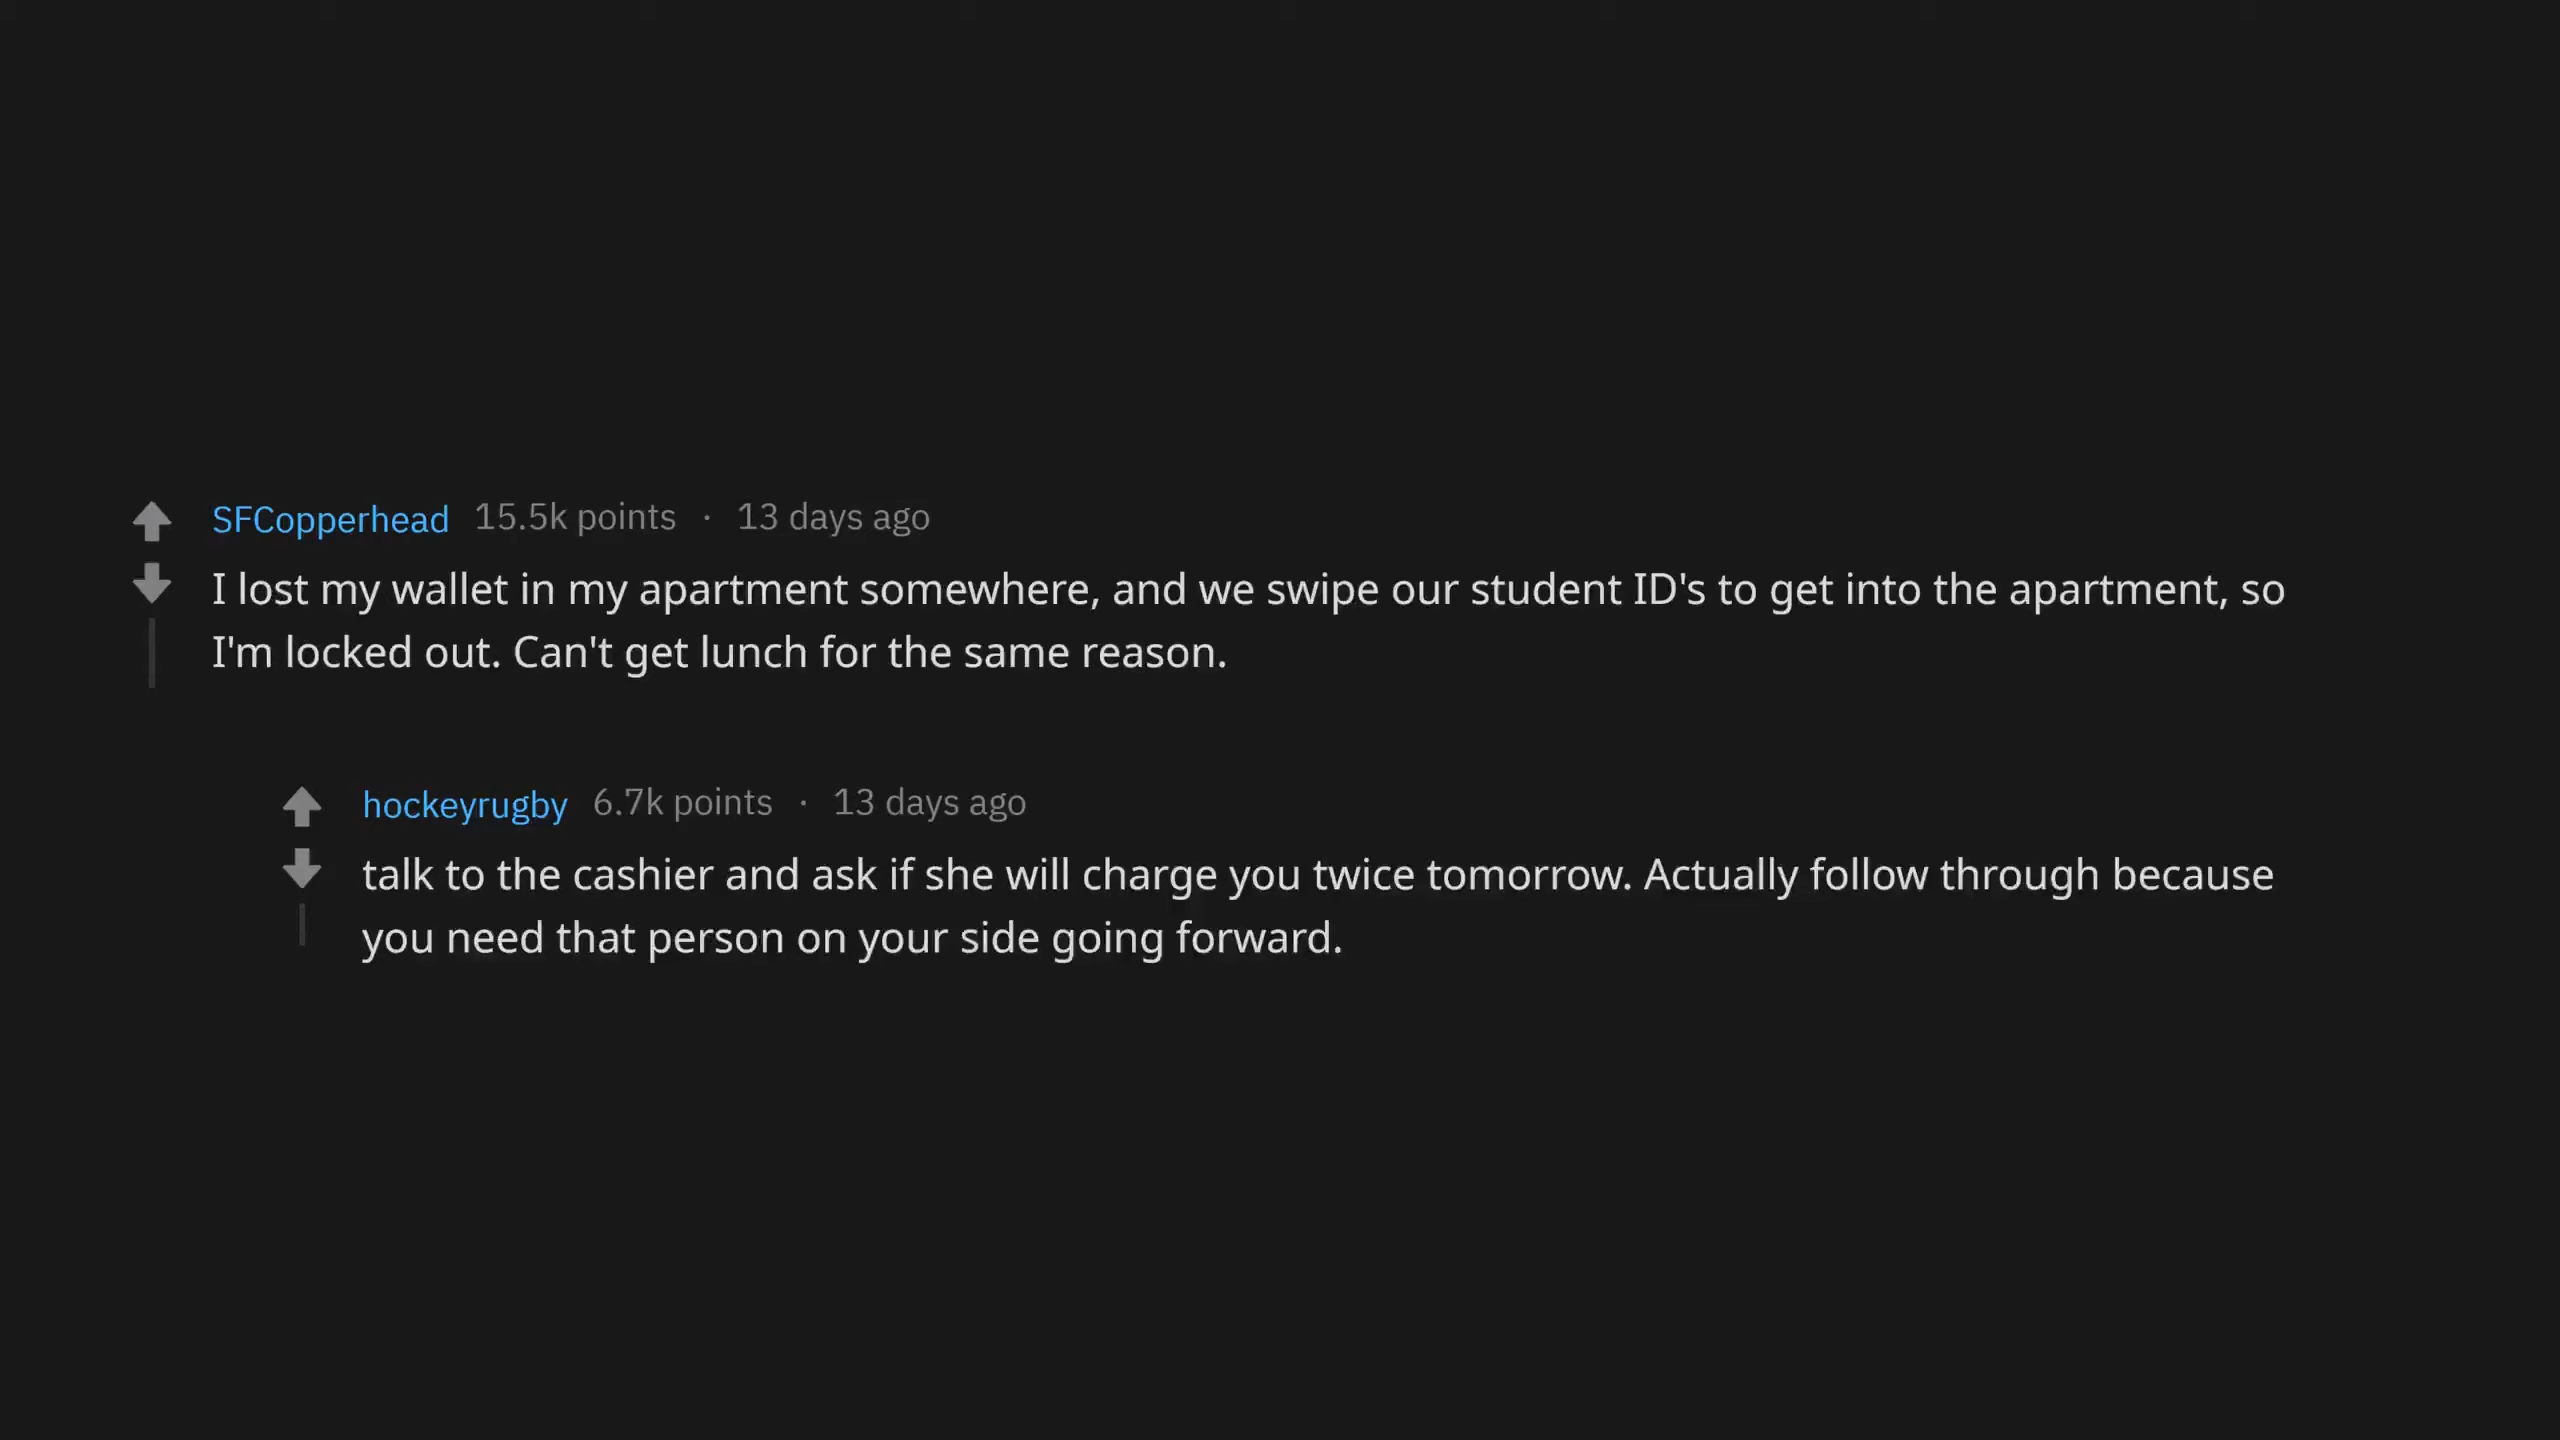 SFCopperhead 15.5k points · 13 days ago
I lost my wallet in my apartment somewhere, and we swipe our student ID's to get into the apartment, so
I'm locked out. Can't get lunch for the same reason.
hockeyrugby 6.7k points · 13 days ago
talk to the cashier and ask if she will charge you twice tomorrow. Actually follow through because
you need that person on your side going forward.